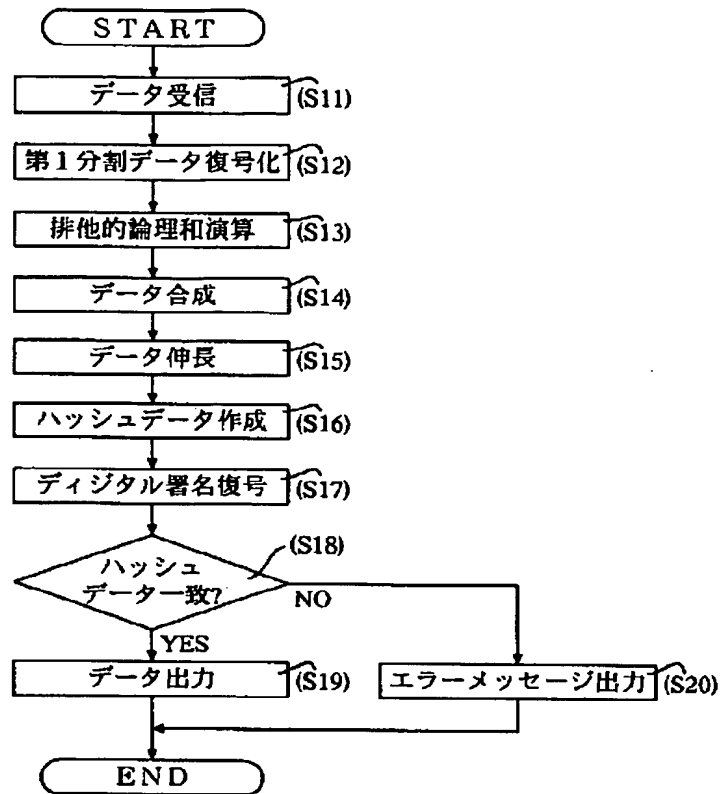 START
データ受信 (S11)
第1分割データ復号化 (S12)
排他的論理和演算 (S13)
データ合成 (S14)
データ伸長 (S15)
ハッシュデータ作成 (S16)
ディジタル署名復号 (S17)
(S18)
ハッシュ
データ一致?
NO
YES
データ出力 (S19)
エラーメッセージ出力 (S20)
END